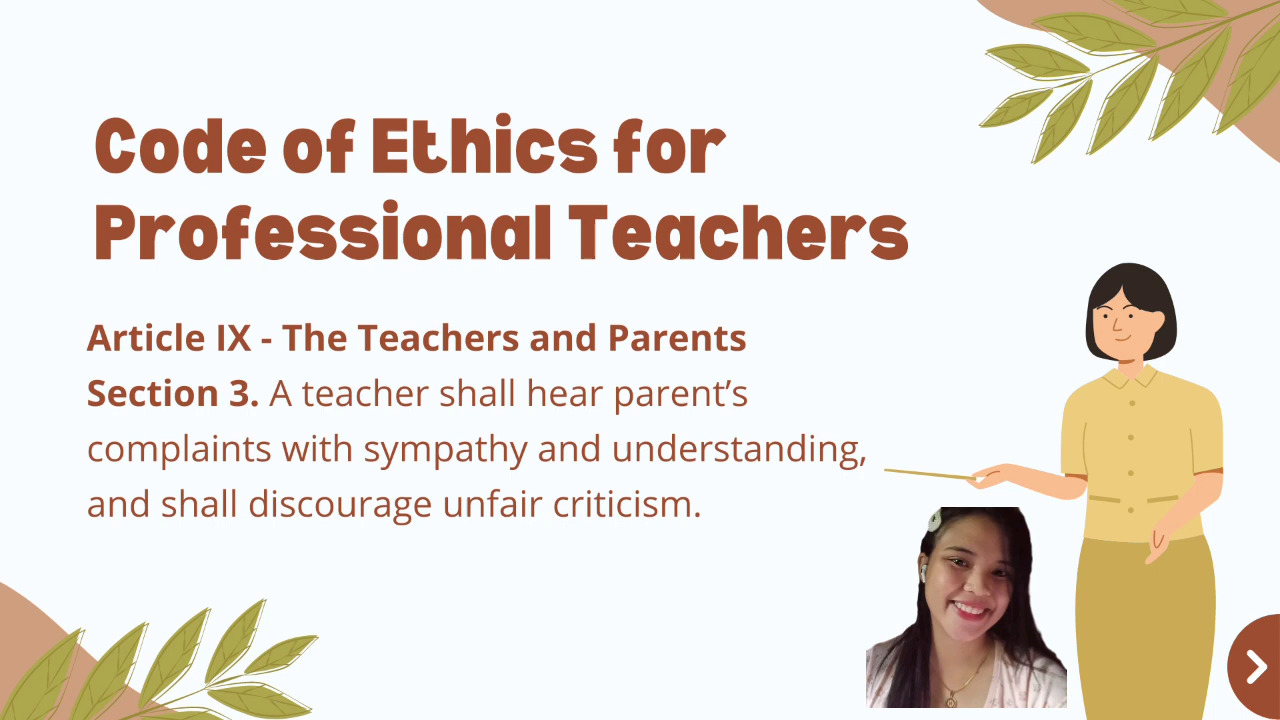 Code of Ethics for
Professional Teachers
Article IX - The Teachers and Parents
Section 3. A teacher shall hear parent’s
complaints with sympathy and understanding,
and shall discourage unfair criticism.